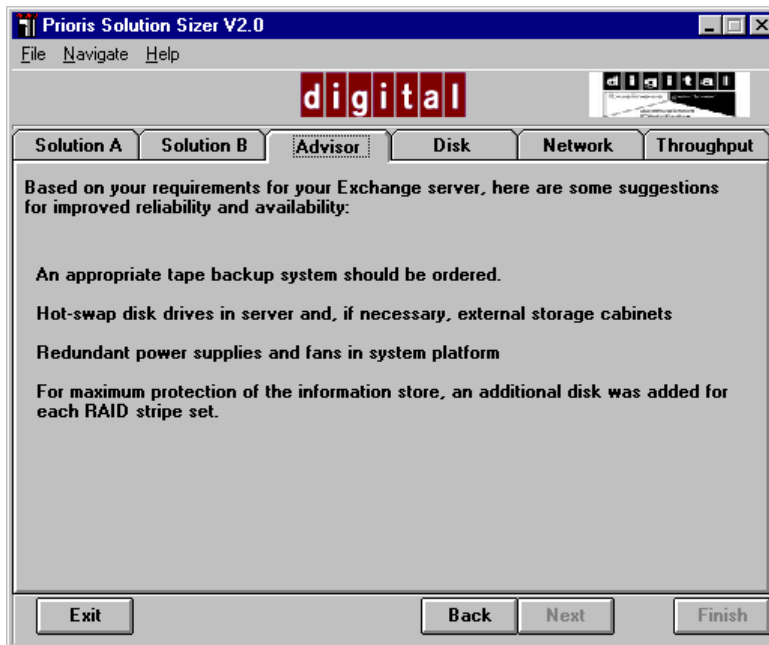 Prioris Solution Sizer V2.0
File Navigate Help
digital
digital
Solution A Solution B Advisor Disk Network Throughput
Based on your requirements for your Exchange server, here are some suggestions
for improved reliability and availability:
An appropriate tape backup system should be ordered.
Hot-swap disk drives in server and, if necessary, external storage cabinets
Redundant power supplies and fans in system platform
For maximum protection of the information store, an additional disk was added for
each RAID stripe set.
Exit Back Next Finish